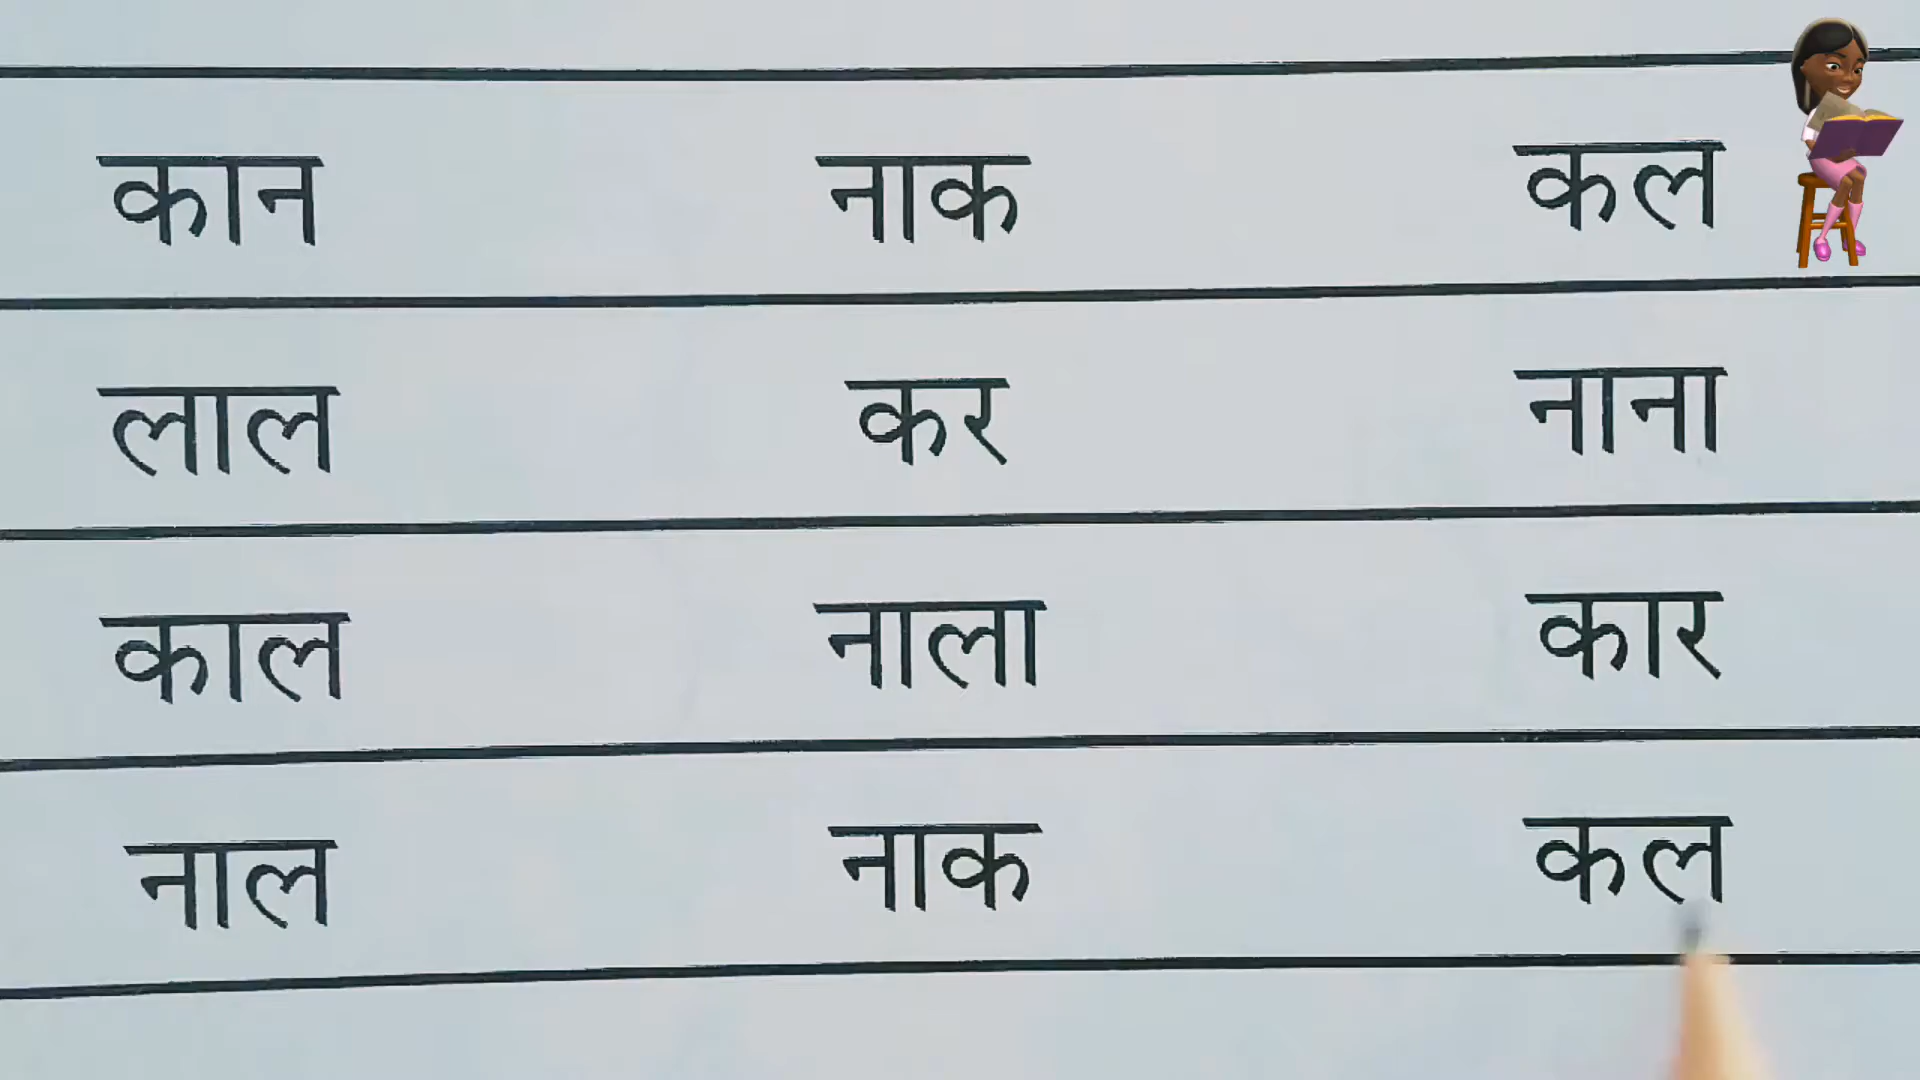 कान नाक कल
लाल कर नाना
काल नाला कार
नाल नाक कल